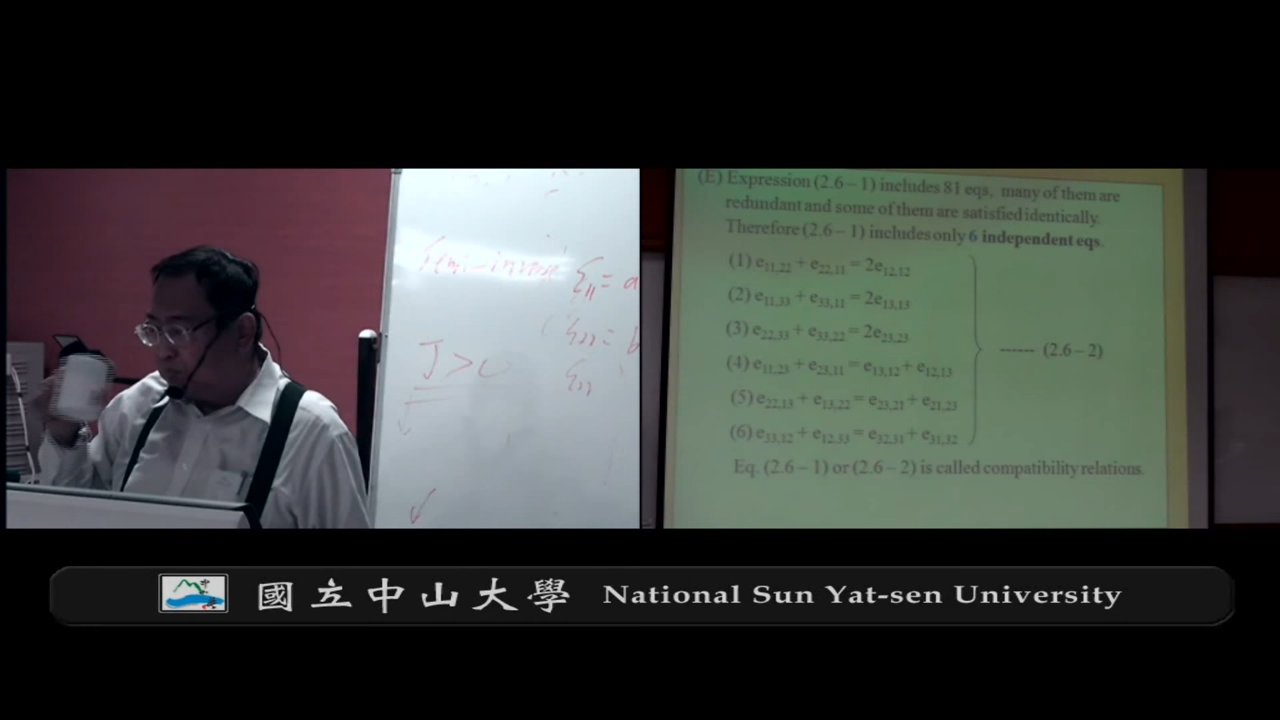 Semi-inverse
ε₁₁ = a
ε₂₂ = b
J > 0
(E) Expression (2.6 – 1) includes 81 eqs, many of them are
redundant and some of them are satisfied identically.
Therefore (2.6 – 1) includes only 6 independent eqs.
(1) e₁₁,₂₂ + e₂₂,₁₁ = 2e₁₂,₁₂
(2) e₁₁,₃₃ + e₃₃,₁₁ = 2e₁₃,₁₃
(3) e₂₂,₃₃ + e₃₃,₂₂ = 2e₂₃,₂₃
------ (2.6 – 2)
(4) e₁₁,₂₃ + e₂₃,₁₁ = e₁₃,₁₂ + e₁₂,₁₃
(5) e₂₂,₁₃ + e₁₃,₂₂ = e₂₃,₂₁ + e₂₁,₂₃
(6) e₃₃,₁₂ + e₁₂,₃₃ = e₃₂,₃₁ + e₃₁,₃₂
Eq. (2.6 – 1) or (2.6 – 2) is called compatibility relations.
國立中山大學 National Sun Yat-sen University